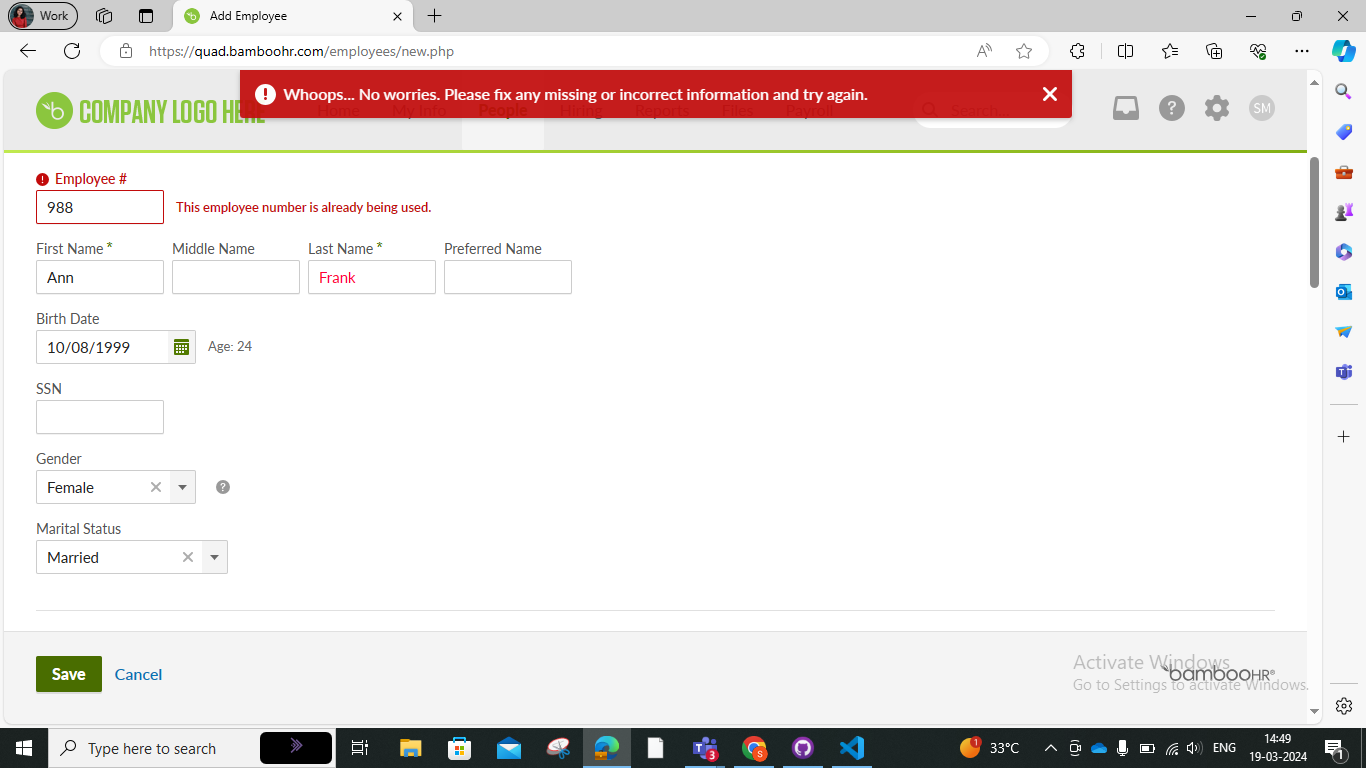 Work
Add Employee
https://quad.bamboohr.com/employees/new.php
Whoops... No worries. Please fix any missing or incorrect information and try again.
COMPANY LOGO HERE
Home My Info People Hiring Reports Files Payroll
Search...
SM
Employee #
988
This employee number is already being used.
First Name * Middle Name Last Name * Preferred Name
Ann Frank
Birth Date
10/08/1999
Age: 24
SSN
Gender
Female
Marital Status
Married
Save Cancel
Activate Windows
bambooHR®
Go to Settings to activate Windows.
Type here to search
3
1
33°C
ENG
14:49
19-03-2024
1